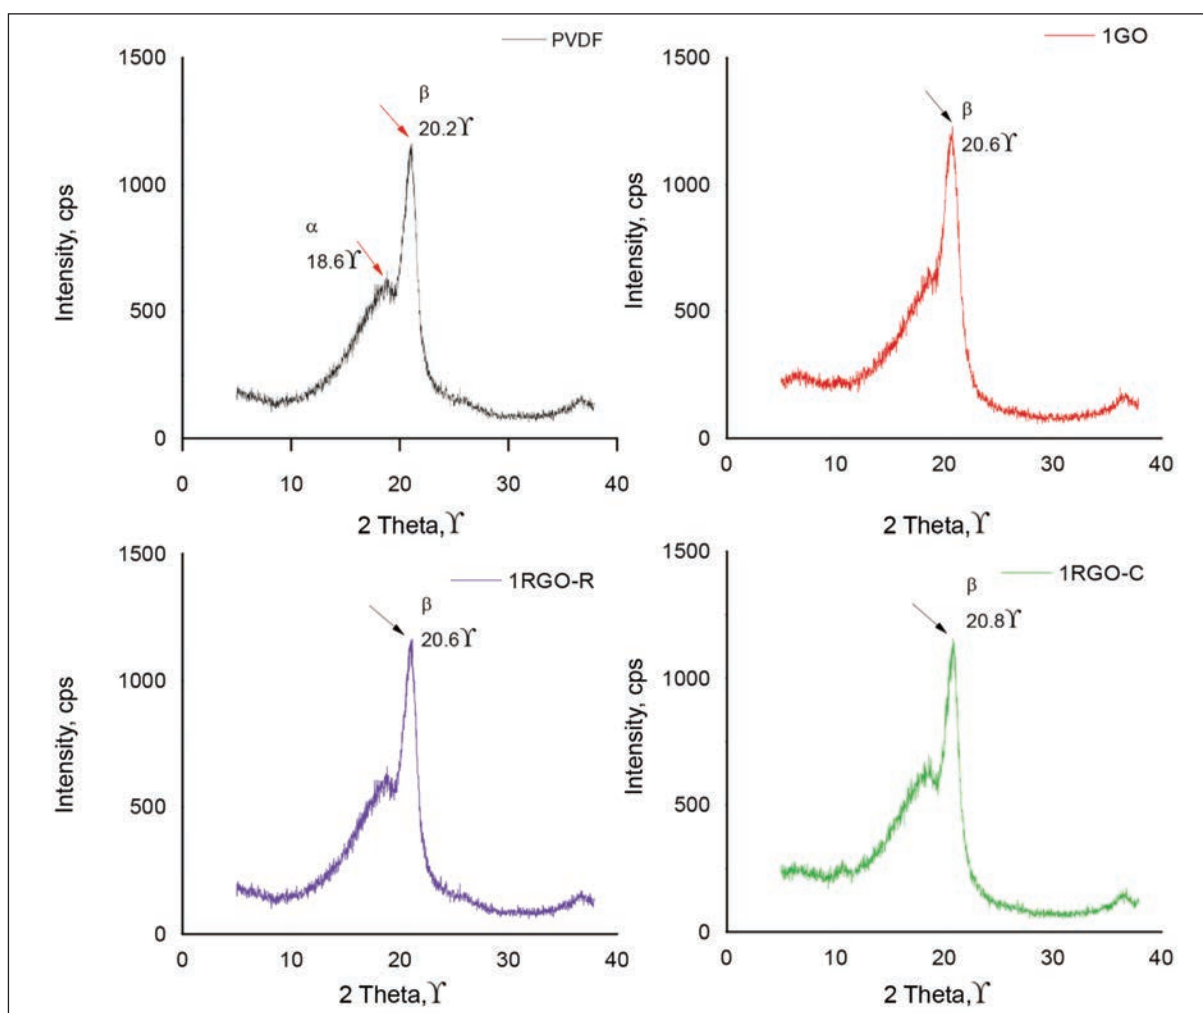 PVDF
1500
1000
500
0
Intensity, cps
β
20.2ϒ
α
18.6ϒ
0 10 20 30 40
2 Theta,ϒ
1GO
1500
1000
500
0
Intensity, cps
β
20.6ϒ
0 10 20 30 40
2 Theta,ϒ
1RGO-R
1500
1000
500
0
Intensity, cps
β
20.6ϒ
0 10 20 30 40
2 Theta,ϒ
1RGO-C
1500
1000
500
0
Intensity, cps
β
20.8ϒ
0 10 20 30 40
2 Theta,ϒ